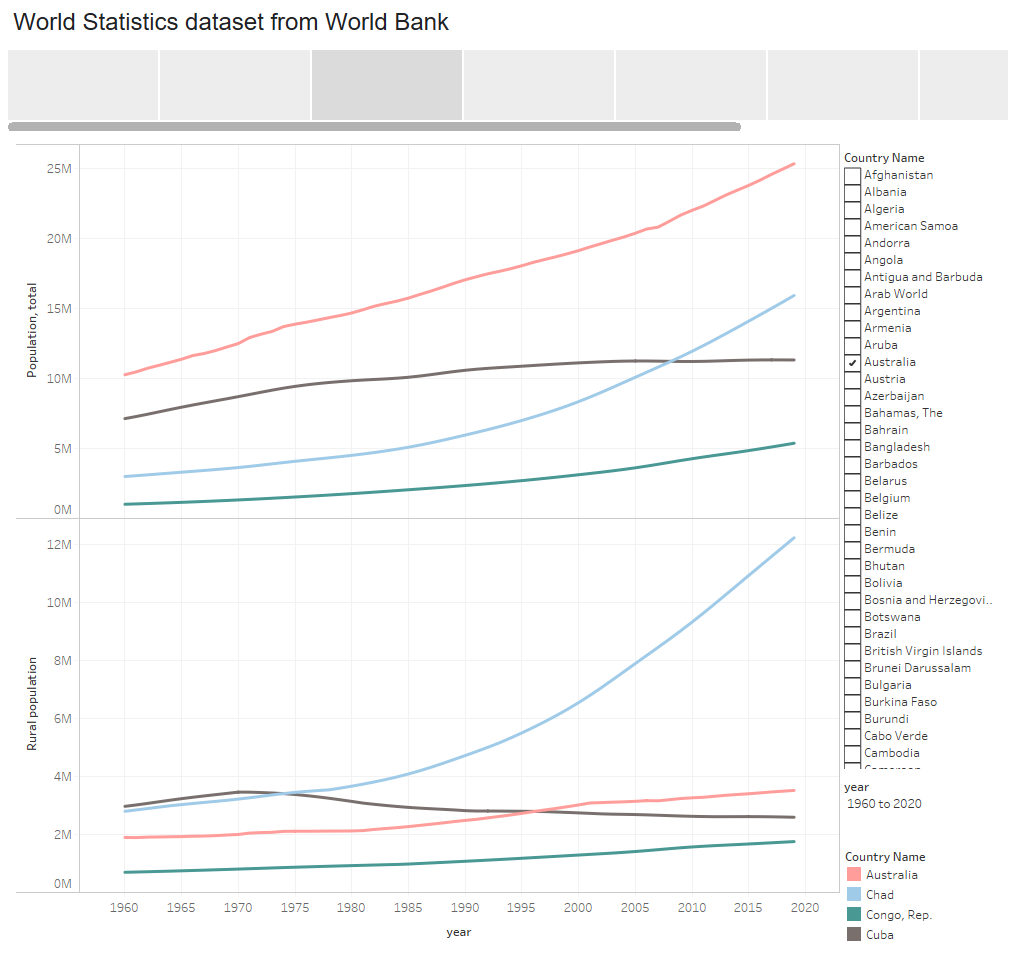 World Statistics dataset from World Bank
Population, total
25M
20M
15M
10M
5M
0M
Rural population
12M
10M
8M
6M
4M
2M
0M
1960 1965 1970 1975 1980 1985 1990 1995 2000 2005 2010 2015 2020
year
Country Name
Afghanistan
Albania
Algeria
American Samoa
Andorra
Angola
Antigua and Barbuda
Arab World
Argentina
Armenia
Aruba
Australia
Austria
Azerbaijan
Bahamas, The
Bahrain
Bangladesh
Barbados
Belarus
Belgium
Belize
Benin
Bermuda
Bhutan
Bolivia
Bosnia and Herzegovi..
Botswana
Brazil
British Virgin Islands
Brunei Darussalam
Bulgaria
Burkina Faso
Burundi
Cabo Verde
Cambodia
year
1960 to 2020
Country Name
Australia
Chad
Congo, Rep.
Cuba